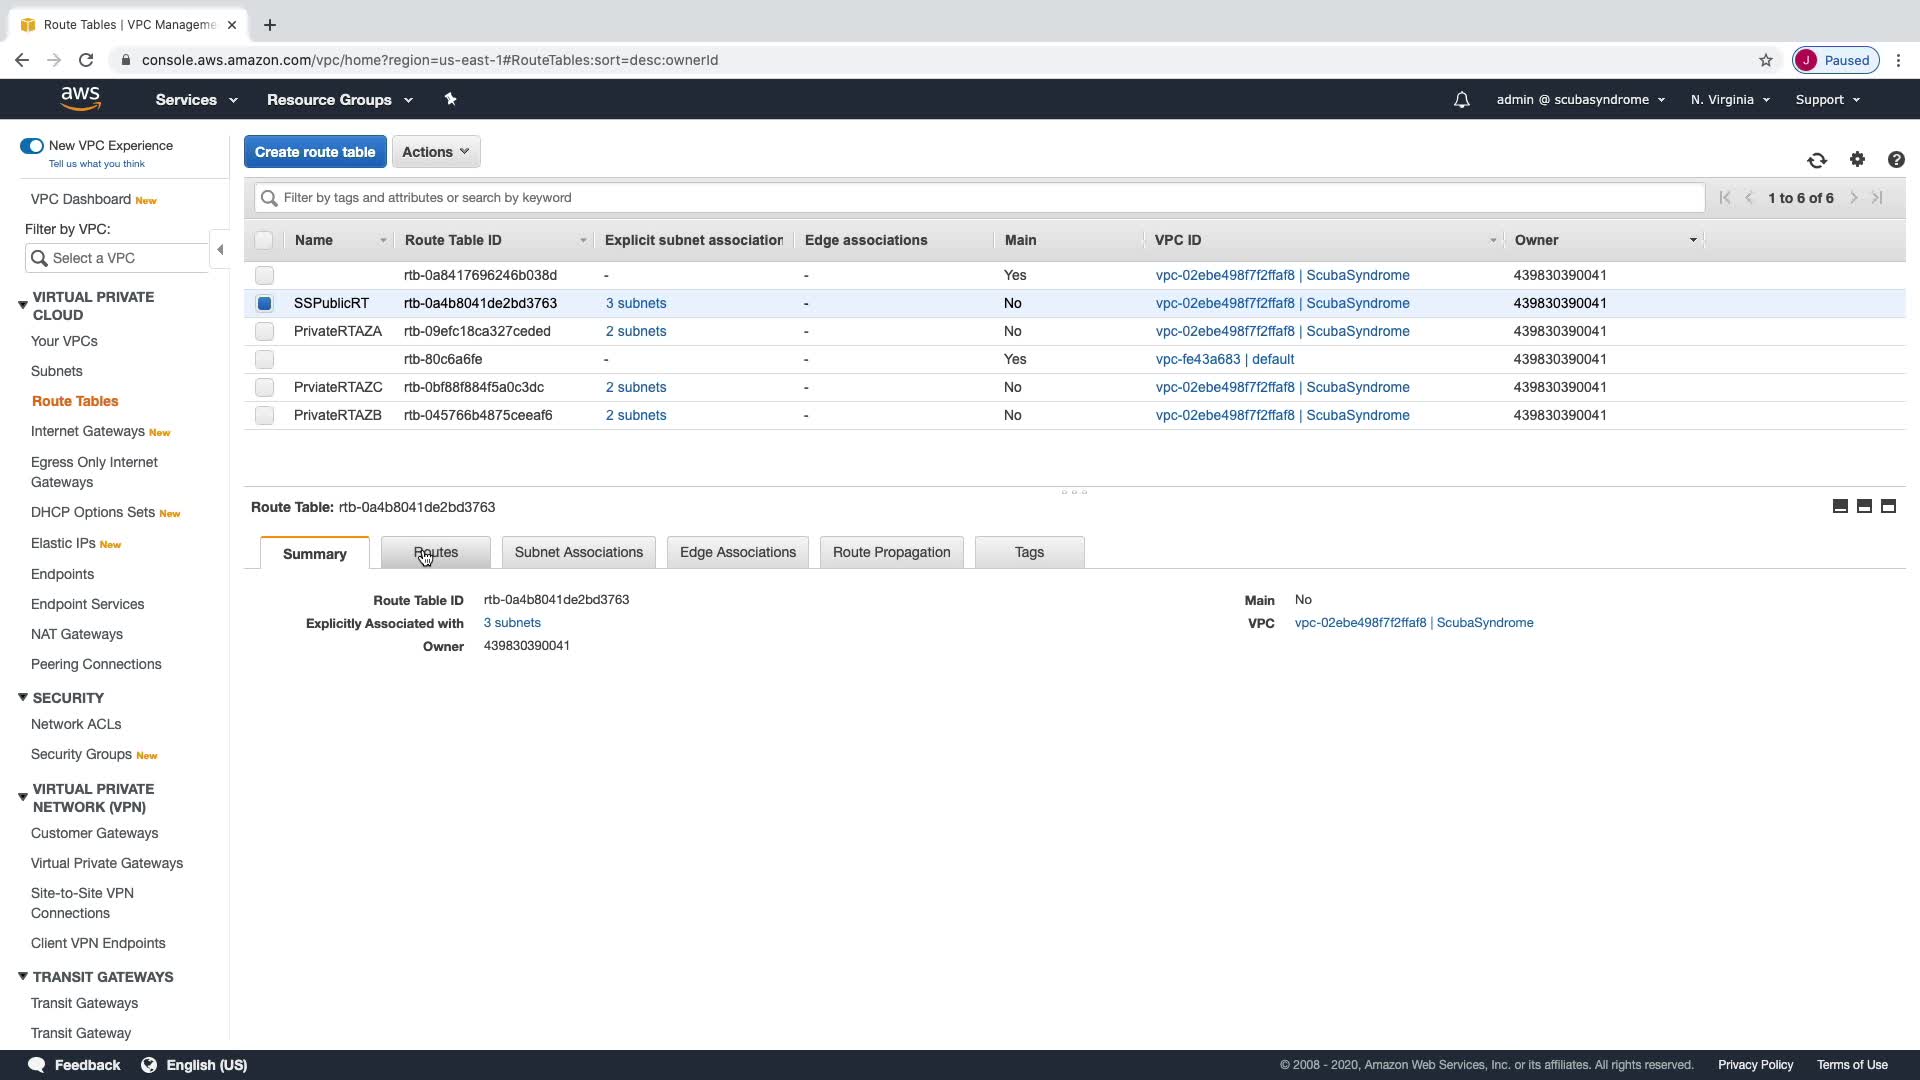 Route Tables | VPC Manageme
console.aws.amazon.com/vpc/home?region=us-east-1#RouteTables:sort=desc:ownerId
J Paused
aws Services Resource Groups admin @ scubasyndrome N. Virginia Support
New VPC Experience
Tell us what you think
VPC Dashboard New
Filter by VPC:
Select a VPC
VIRTUAL PRIVATE
CLOUD
Your VPCs
Subnets
Route Tables
Internet Gateways New
Egress Only Internet
Gateways
DHCP Options Sets New
Elastic IPs New
Endpoints
Endpoint Services
NAT Gateways
Peering Connections
SECURITY
Network ACLs
Security Groups New
VIRTUAL PRIVATE
NETWORK (VPN)
Customer Gateways
Virtual Private Gateways
Site-to-Site VPN
Connections
Client VPN Endpoints
TRANSIT GATEWAYS
Transit Gateways
Transit Gateway
Create route table Actions
Filter by tags and attributes or search by keyword
1 to 6 of 6
Name Route Table ID Explicit subnet association Edge associations Main VPC ID Owner
rtb-0a8417696246b038d - - Yes vpc-02ebe498f7f2ffaf8 | ScubaSyndrome 439830390041
SSPublicRT rtb-0a4b8041de2bd3763 3 subnets - No vpc-02ebe498f7f2ffaf8 | ScubaSyndrome 439830390041
PrivateRTAZA rtb-09efc18ca327ceded 2 subnets - No vpc-02ebe498f7f2ffaf8 | ScubaSyndrome 439830390041
rtb-80c6a6fe - - Yes vpc-fe43a683 | default 439830390041
PrviateRTAZC rtb-0bf88f884f5a0c3dc 2 subnets - No vpc-02ebe498f7f2ffaf8 | ScubaSyndrome 439830390041
PrivateRTAZB rtb-045766b4875ceeaf6 2 subnets - No vpc-02ebe498f7f2ffaf8 | ScubaSyndrome 439830390041
Route Table: rtb-0a4b8041de2bd3763
Summary Routes Subnet Associations Edge Associations Route Propagation Tags
Route Table ID rtb-0a4b8041de2bd3763 Main No
Explicitly Associated with 3 subnets VPC vpc-02ebe498f7f2ffaf8 | ScubaSyndrome
Owner 439830390041
Feedback English (US) © 2008 - 2020, Amazon Web Services, Inc. or its affiliates. All rights reserved. Privacy Policy Terms of Use